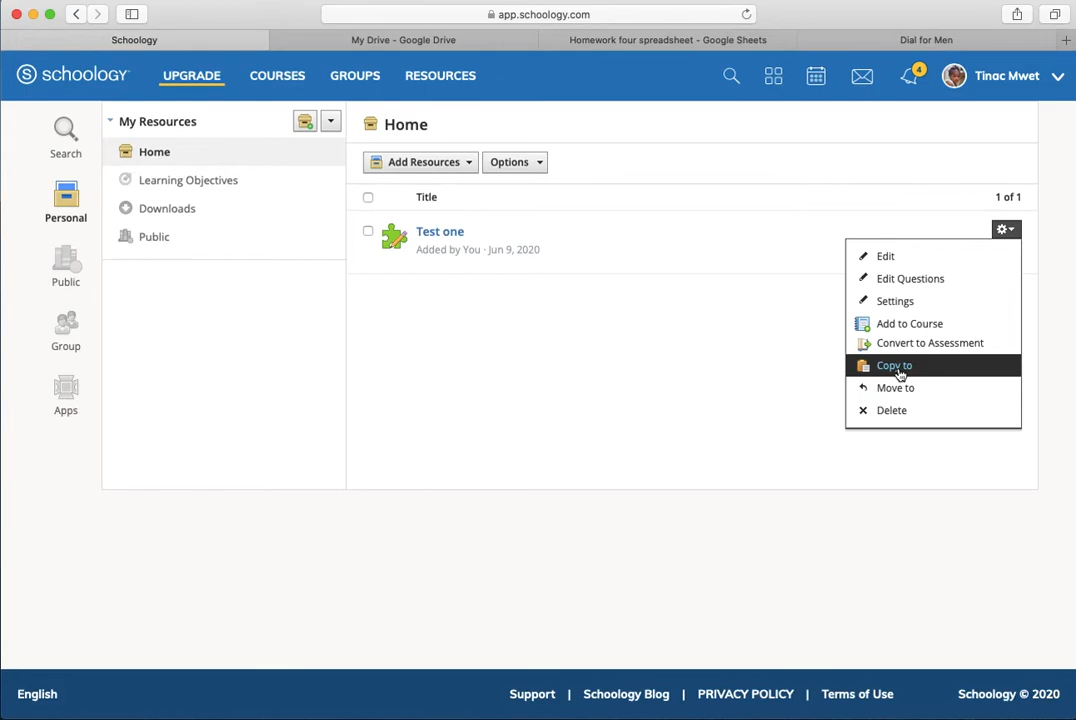 app.schoology.com
Schoology
My Drive - Google Drive
Homework four spreadsheet - Google Sheets
Dial for Men
S schoology
UPGRADE
COURSES
GROUPS
RESOURCES
4
Tinac Mwet
Search
Personal
Public
Group
Apps
My Resources
Home
Learning Objectives
Downloads
Public
Home
Add Resources
Options
Title
1 of 1
Test one
Added by You · Jun 9, 2020
Edit
Edit Questions
Settings
Add to Course
Convert to Assessment
Copy to
Move to
Delete
English
Support | Schoology Blog | PRIVACY POLICY | Terms of Use
Schoology © 2020